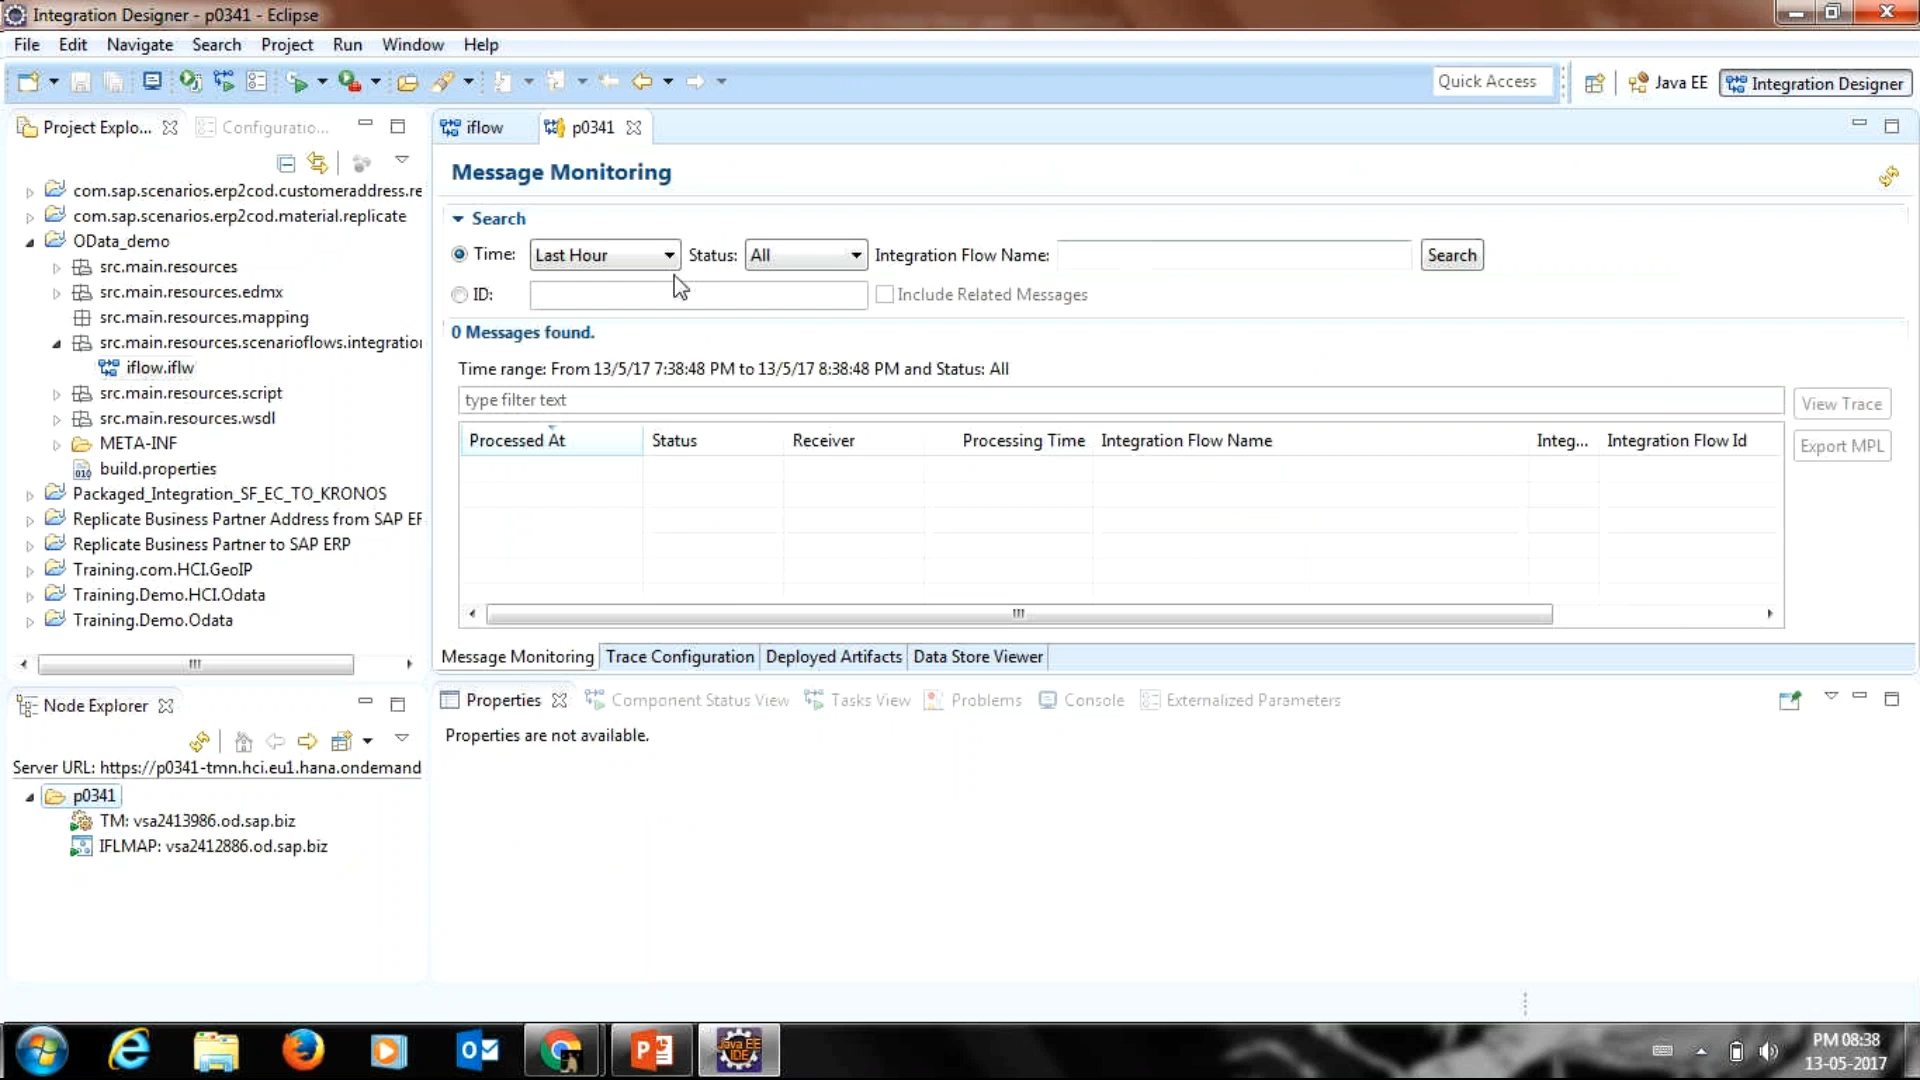 Integration Designer - p0341 - Eclipse
File Edit Navigate Search Project Run Window Help
Quick Access Java EE Integration Designer
Project Explo... Configuratio...
com.sap.scenarios.erp2cod.customeraddress.re
com.sap.scenarios.erp2cod.material.replicate
OData_demo
src.main.resources
src.main.resources.edmx
src.main.resources.mapping
src.main.resources.scenarioflows.integration
iflow.iflw
src.main.resources.script
src.main.resources.wsdl
META-INF
build.properties
Packaged_Integration_SF_EC_TO_KRONOS
Replicate Business Partner Address from SAP EF
Replicate Business Partner to SAP ERP
Training.com.HCI.GeoIP
Training.Demo.HCI.Odata
Training.Demo.Odata
Node Explorer
Server URL: https://p0341-tmn.hci.eu1.hana.ondemand
p0341
TM: vsa2413986.od.sap.biz
IFLMAP: vsa2412886.od.sap.biz
iflow p0341
Message Monitoring
Search
Time: Last Hour Status: All Integration Flow Name: Search
ID: Include Related Messages
0 Messages found.
Time range: From 13/5/17 7:38:48 PM to 13/5/17 8:38:48 PM and Status: All
type filter text
View Trace
Export MPL
Processed At Status Receiver Processing Time Integration Flow Name Integ... Integration Flow Id
Message Monitoring Trace Configuration Deployed Artifacts Data Store Viewer
Properties Component Status View Tasks View Problems Console Externalized Parameters
Properties are not available.
Java EE
IDE
PM 08:38
13-05-2017